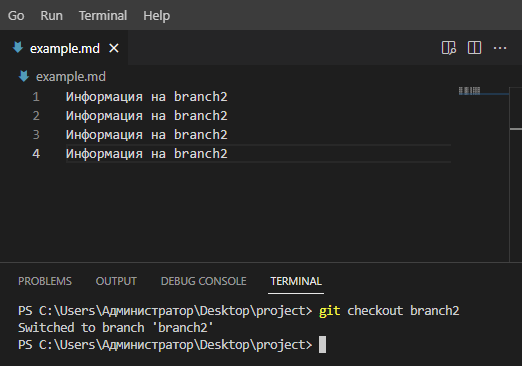 Go Run Terminal Help
example.md
example.md
1 Информация на branch2
2 Информация на branch2
3 Информация на branch2
4 Информация на branch2
PROBLEMS OUTPUT DEBUG CONSOLE TERMINAL
PS C:\Users\Администратор\Desktop\project> git checkout branch2
Switched to branch 'branch2'
PS C:\Users\Администратор\Desktop\project>